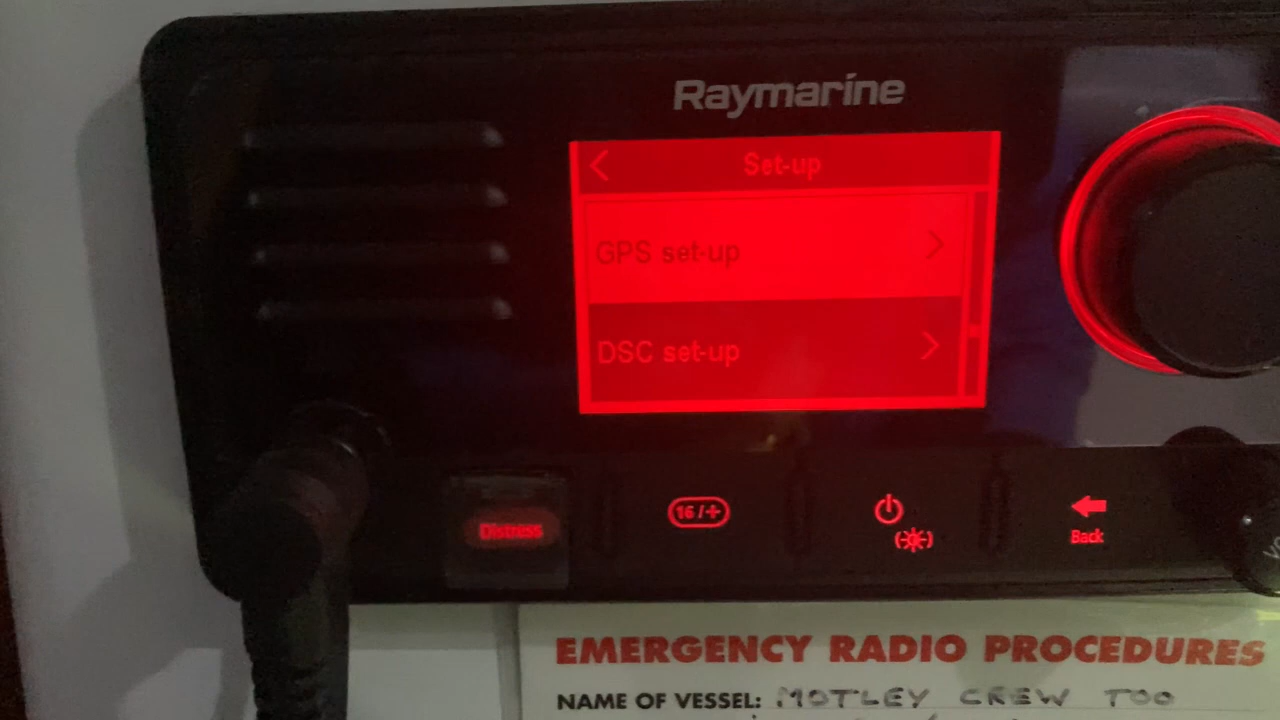 Raymarine
Set-up
GPS set-up
DSC set-up
Distress
16/+
Back
EMERGENCY RADIO PROCEDURES
NAME OF VESSEL: MOTLEY CREW TOO